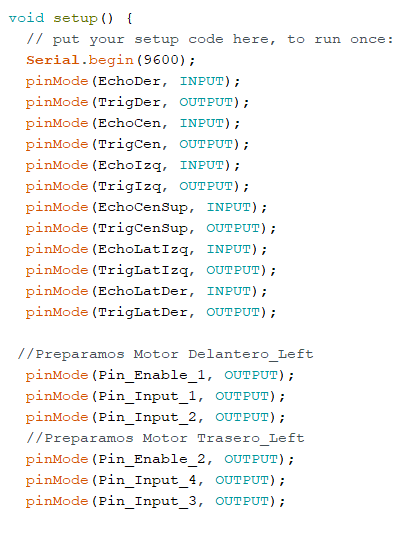 void setup() {
// put your setup code here, to run once:
Serial.begin(9600);
pinMode(EchoDer, INPUT);
pinMode(TrigDer, OUTPUT);
pinMode(EchoCen, INPUT);
pinMode(TrigCen, OUTPUT);
pinMode(EchoIzq, INPUT);
pinMode(TrigIzq, OUTPUT);
pinMode(EchoCenSup, INPUT);
pinMode(TrigCenSup, OUTPUT);
pinMode(EchoLatIzq, INPUT);
pinMode(TrigLatIzq, OUTPUT);
pinMode(EchoLatDer, INPUT);
pinMode(TrigLatDer, OUTPUT);
//Preparamos Motor Delantero_Left
pinMode(Pin_Enable_1, OUTPUT);
pinMode(Pin_Input_1, OUTPUT);
pinMode(Pin_Input_2, OUTPUT);
//Preparamos Motor Trasero_Left
pinMode(Pin_Enable_2, OUTPUT);
pinMode(Pin_Input_4, OUTPUT);
pinMode(Pin_Input_3, OUTPUT);